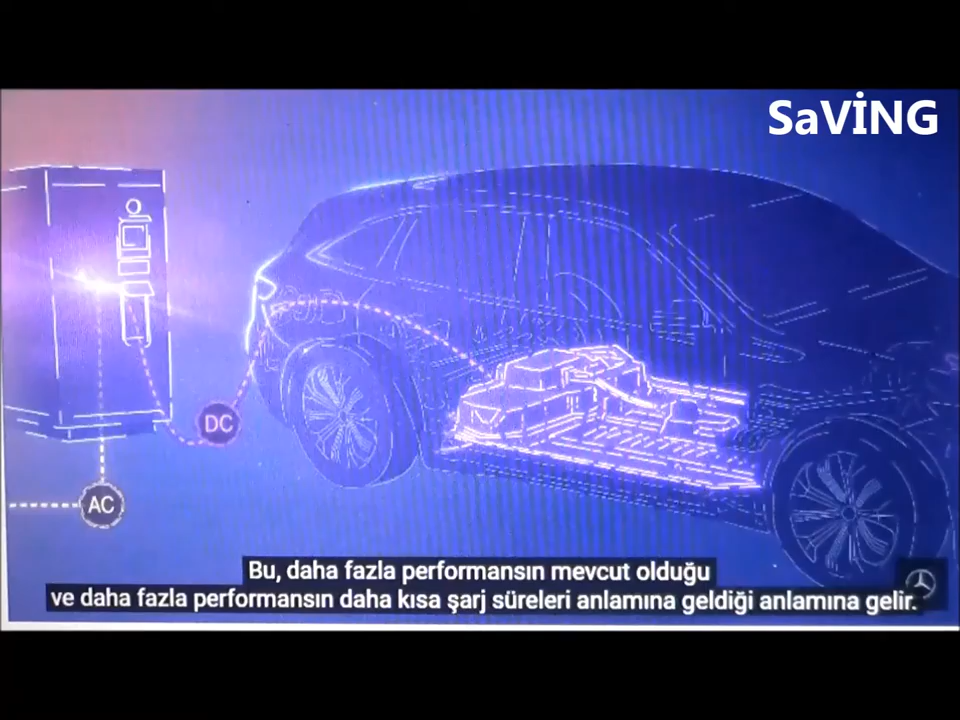 SaVİNG
DC
AC
Bu, daha fazla performansın mevcut olduğu
ve daha fazla performansın daha kısa şarj süreleri anlamına geldiği anlamına gelir.